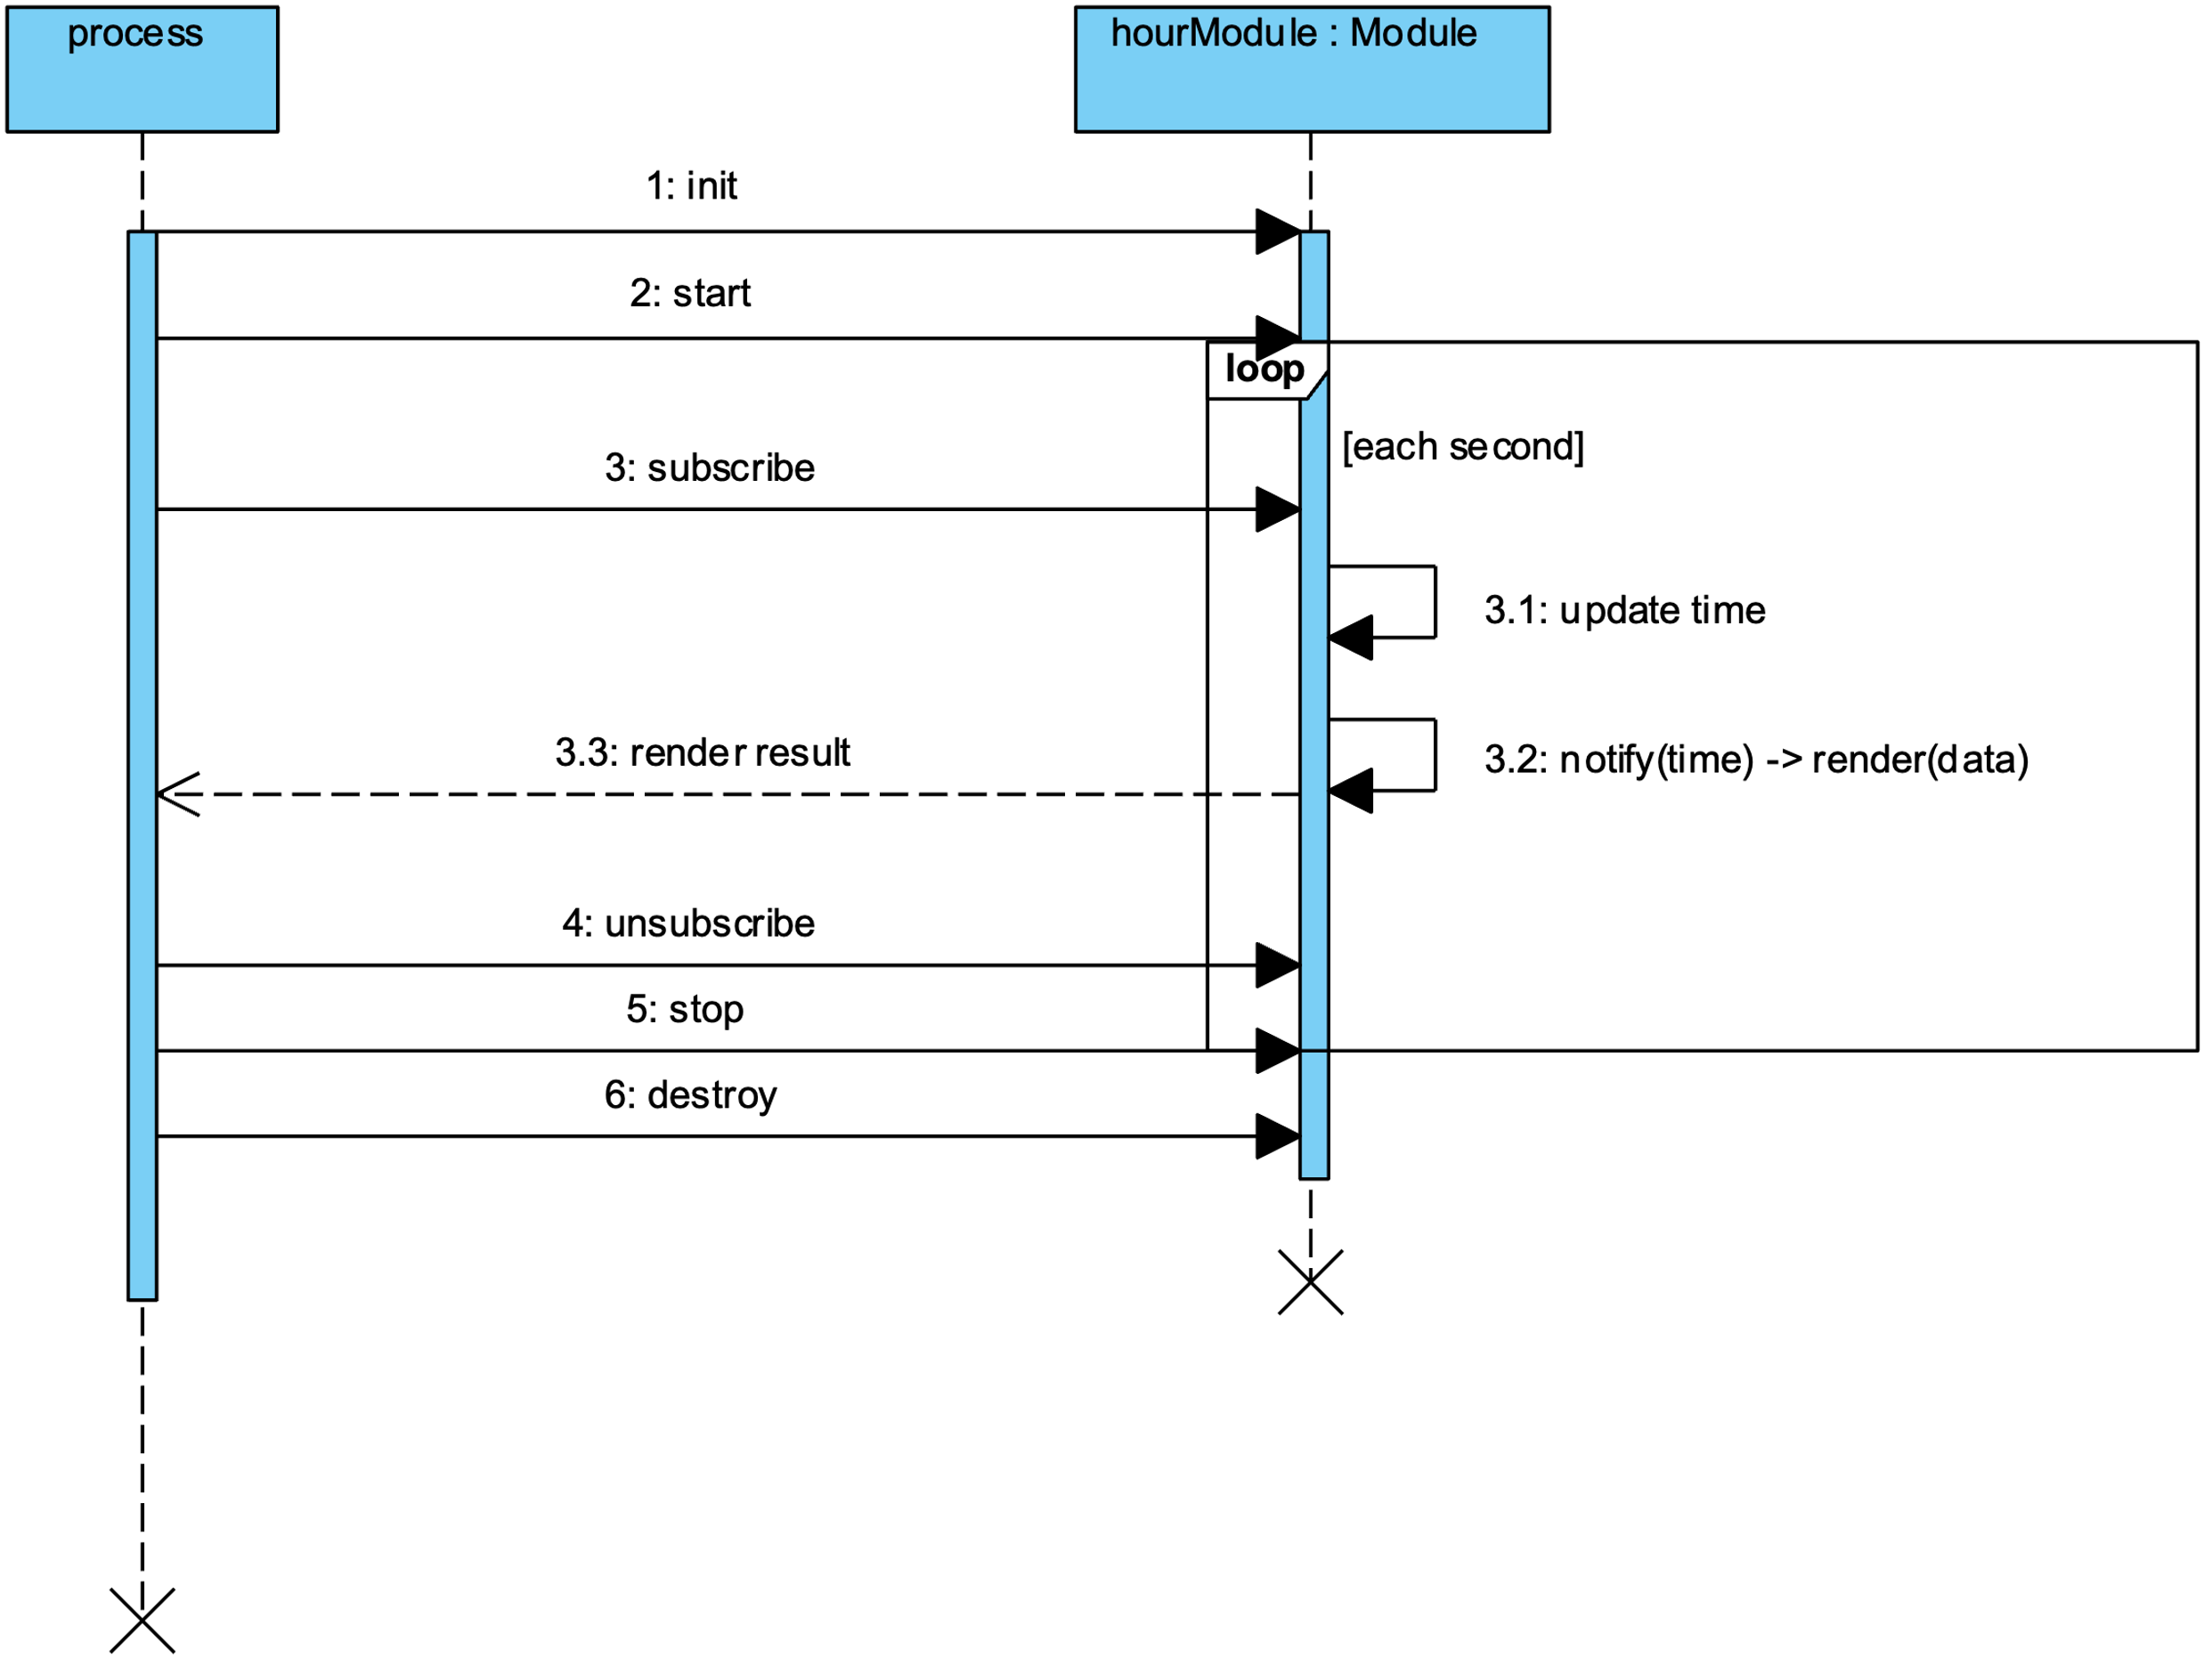 process
hourModule : Module
1: init
2: start
loop
[each second]
3: subscribe
3.1: update time
3.3: render result
3.2: notify(time) -> render(data)
4: unsubscribe
5: stop
6: destroy